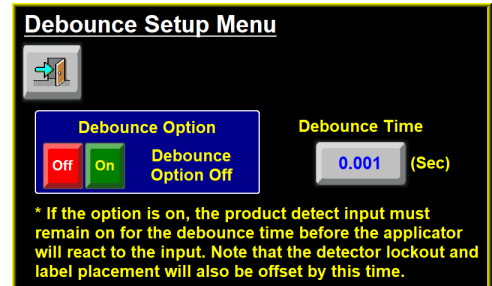 Debounce Setup Menu
Debounce Option
Off
On
Debounce
Option Off
Debounce Time
0.001
(Sec)
* If the option is on, the product detect input must
remain on for the debounce time before the applicator
will react to the input. Note that the detector lockout and
label placement will also be offset by this time.